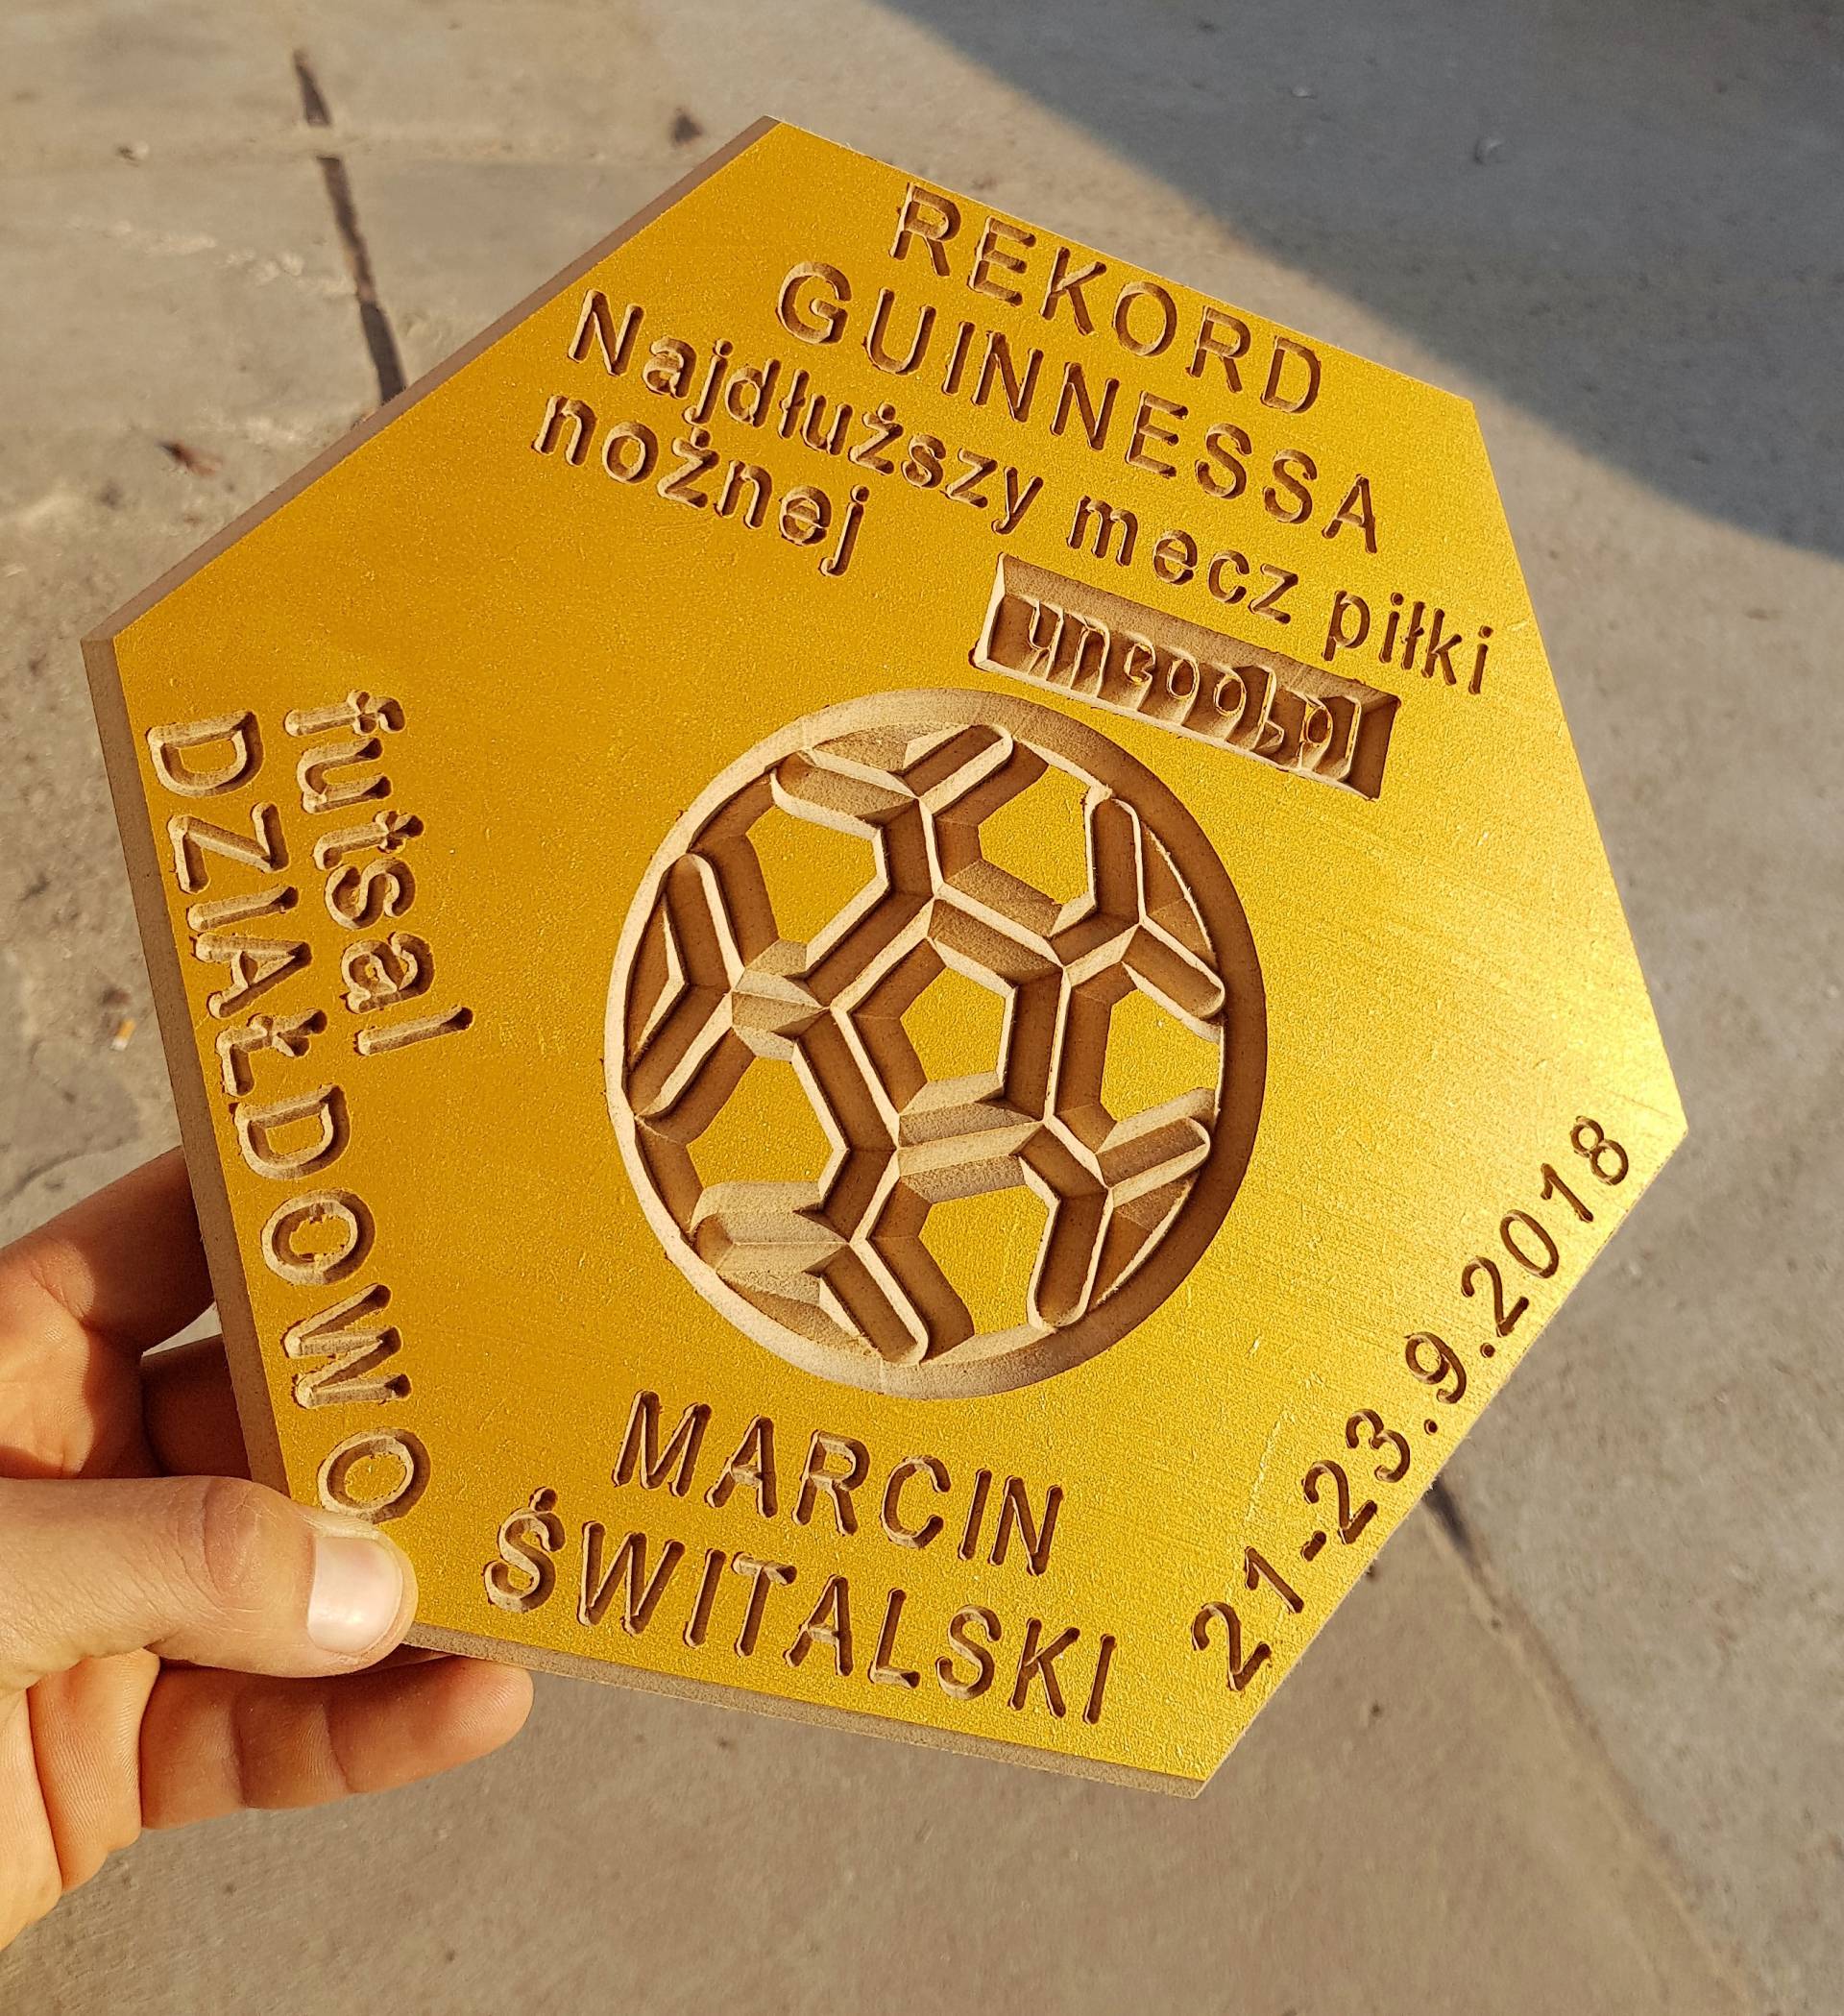 REKORD
GUINNESSA
Najdłuższy mecz piłki
nożnej
futsal
DZIAŁDOWO
MARCIN
ŚWITALSKI
21-23.9.2018